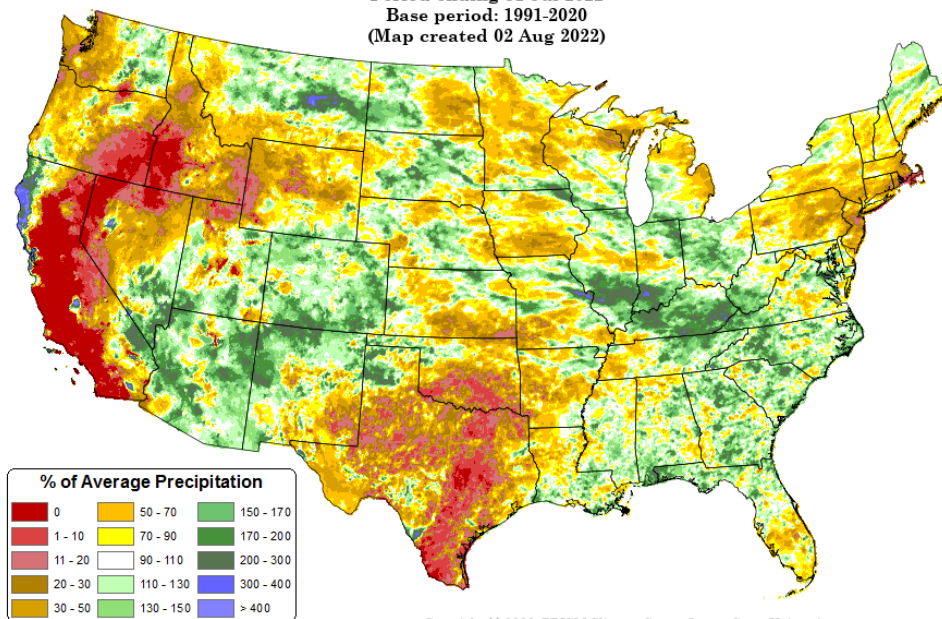 Base period: 1991-2020
(Map created 02 Aug 2022)
% of Average Precipitation
0
50 - 70
150 - 170
1 - 10
70 - 90
170 - 200
11 - 20
90 - 110
200 - 300
20 - 30
110 - 130
300 - 400
30 - 50
130 - 150
> 400